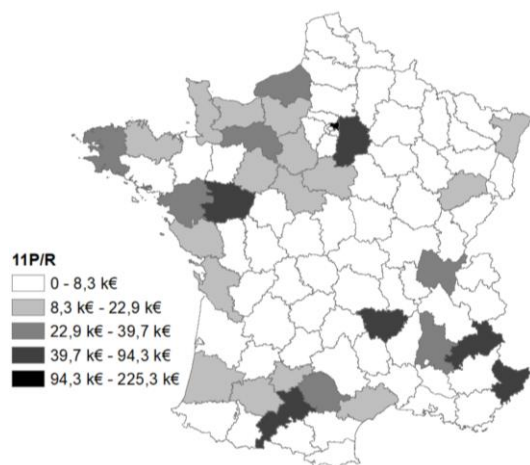 11P/R
0 - 8,3 k€
8,3 k€ - 22,9 k€
22,9 k€ - 39,7 k€
39,7 k€ - 94,3 k€
94,3 k€ - 225,3 k€